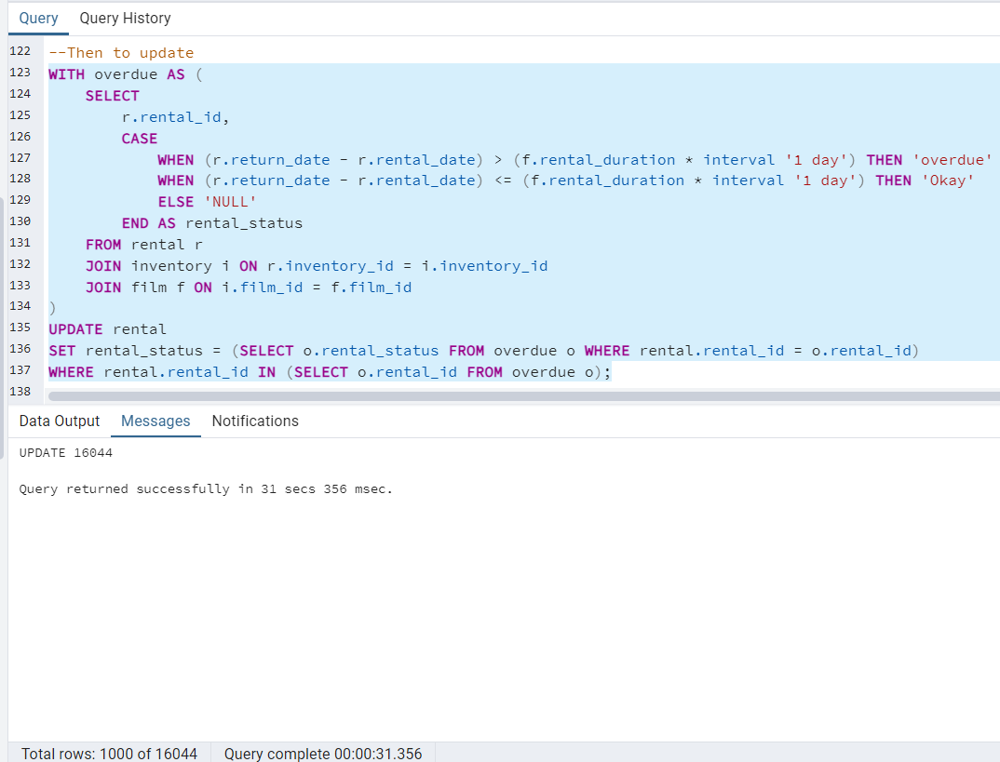 Query Query History
122 --Then to update
123 WITH overdue AS (
124 SELECT
125 r.rental_id,
126 CASE
127 WHEN (r.return_date - r.rental_date) > (f.rental_duration * interval '1 day') THEN 'overdue'
128 WHEN (r.return_date - r.rental_date) <= (f.rental_duration * interval '1 day') THEN 'Okay'
129 ELSE 'NULL'
130 END AS rental_status
131 FROM rental r
132 JOIN inventory i ON r.inventory_id = i.inventory_id
133 JOIN film f ON i.film_id = f.film_id
134 )
135 UPDATE rental
136 SET rental_status = (SELECT o.rental_status FROM overdue o WHERE rental.rental_id = o.rental_id)
137 WHERE rental.rental_id IN (SELECT o.rental_id FROM overdue o);
138
Data Output Messages Notifications
UPDATE 16044
Query returned successfully in 31 secs 356 msec.
Total rows: 1000 of 16044 Query complete 00:00:31.356